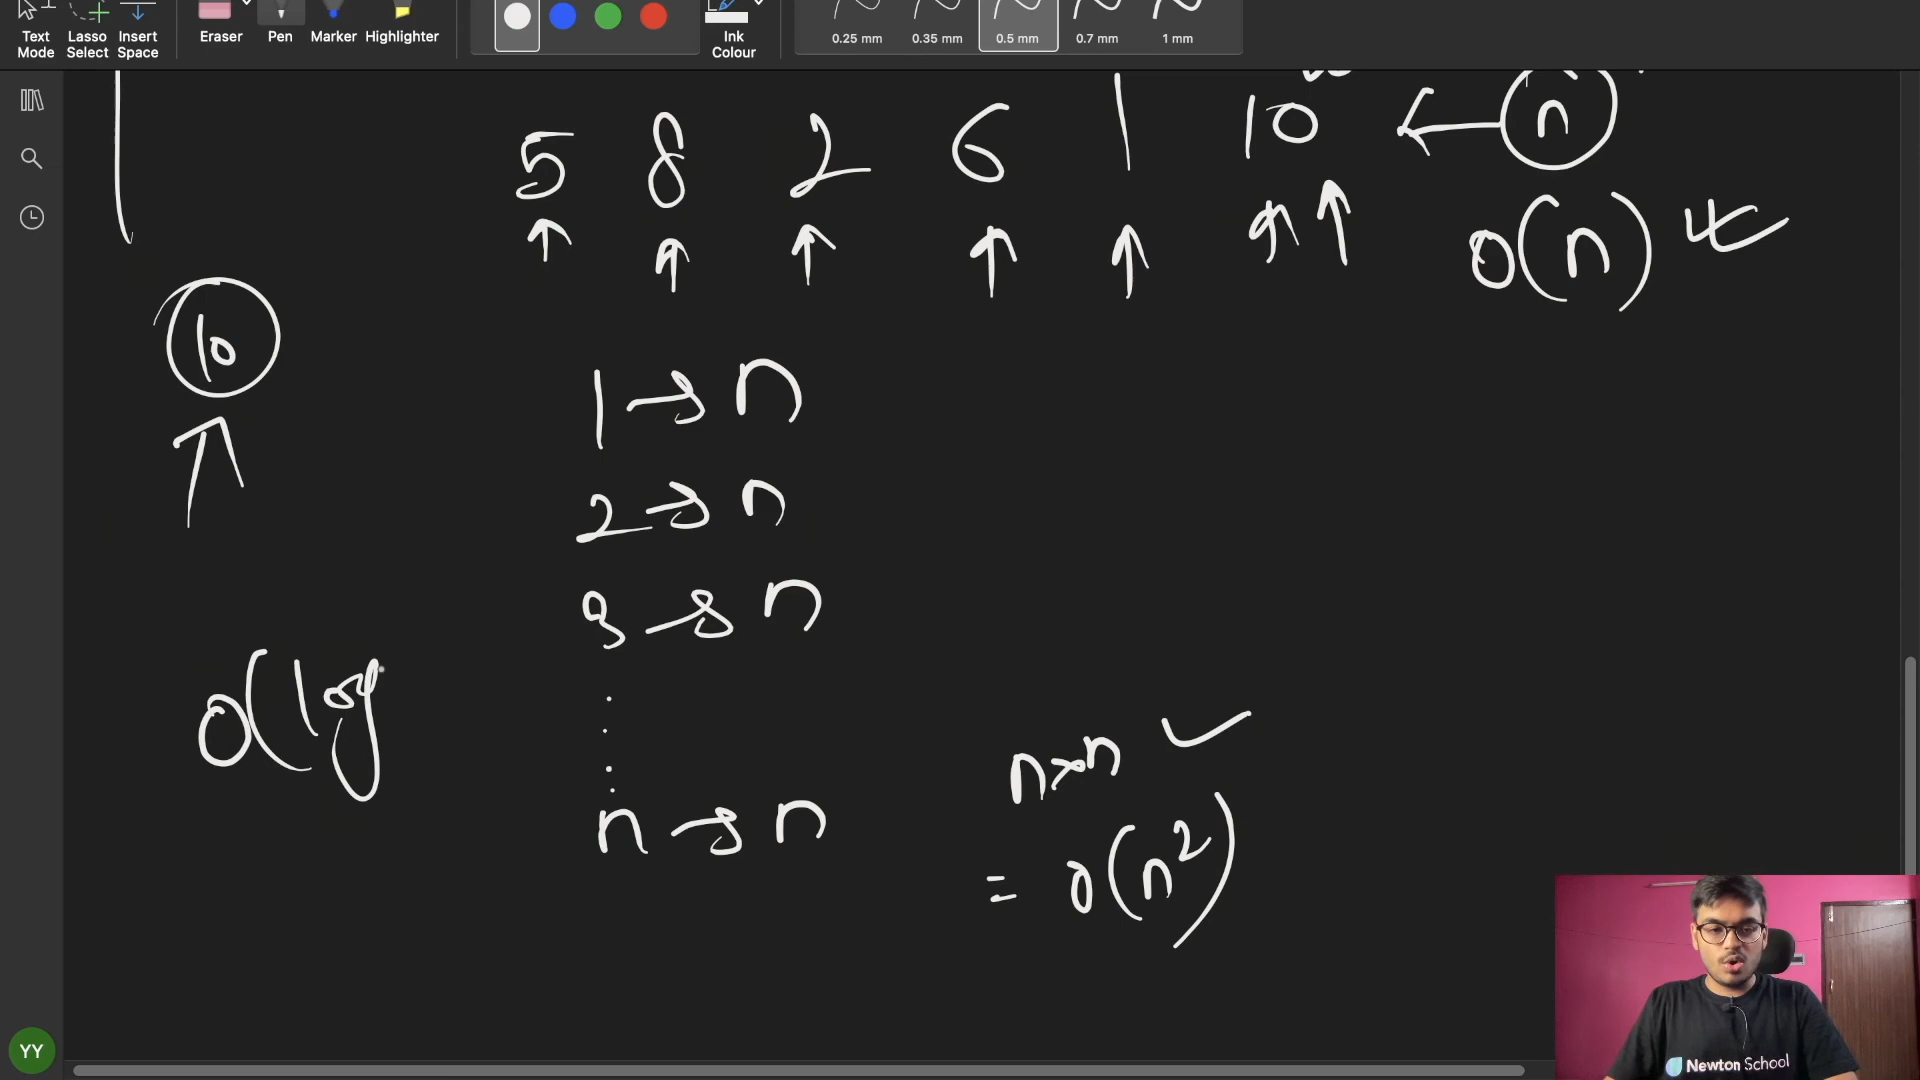 Text Mode
Lasso Select
Insert Space
Eraser
Pen
Marker
Highlighter
Ink Colour
0.25 mm
0.35 mm
0.5 mm
0.7 mm
1 mm
5 8 2 6 1 10 ← n
O(n)
10
1 → n
2 → n
3 → n
O(log
n → n
n×n ✓
= O(n²)
YY
Newton School